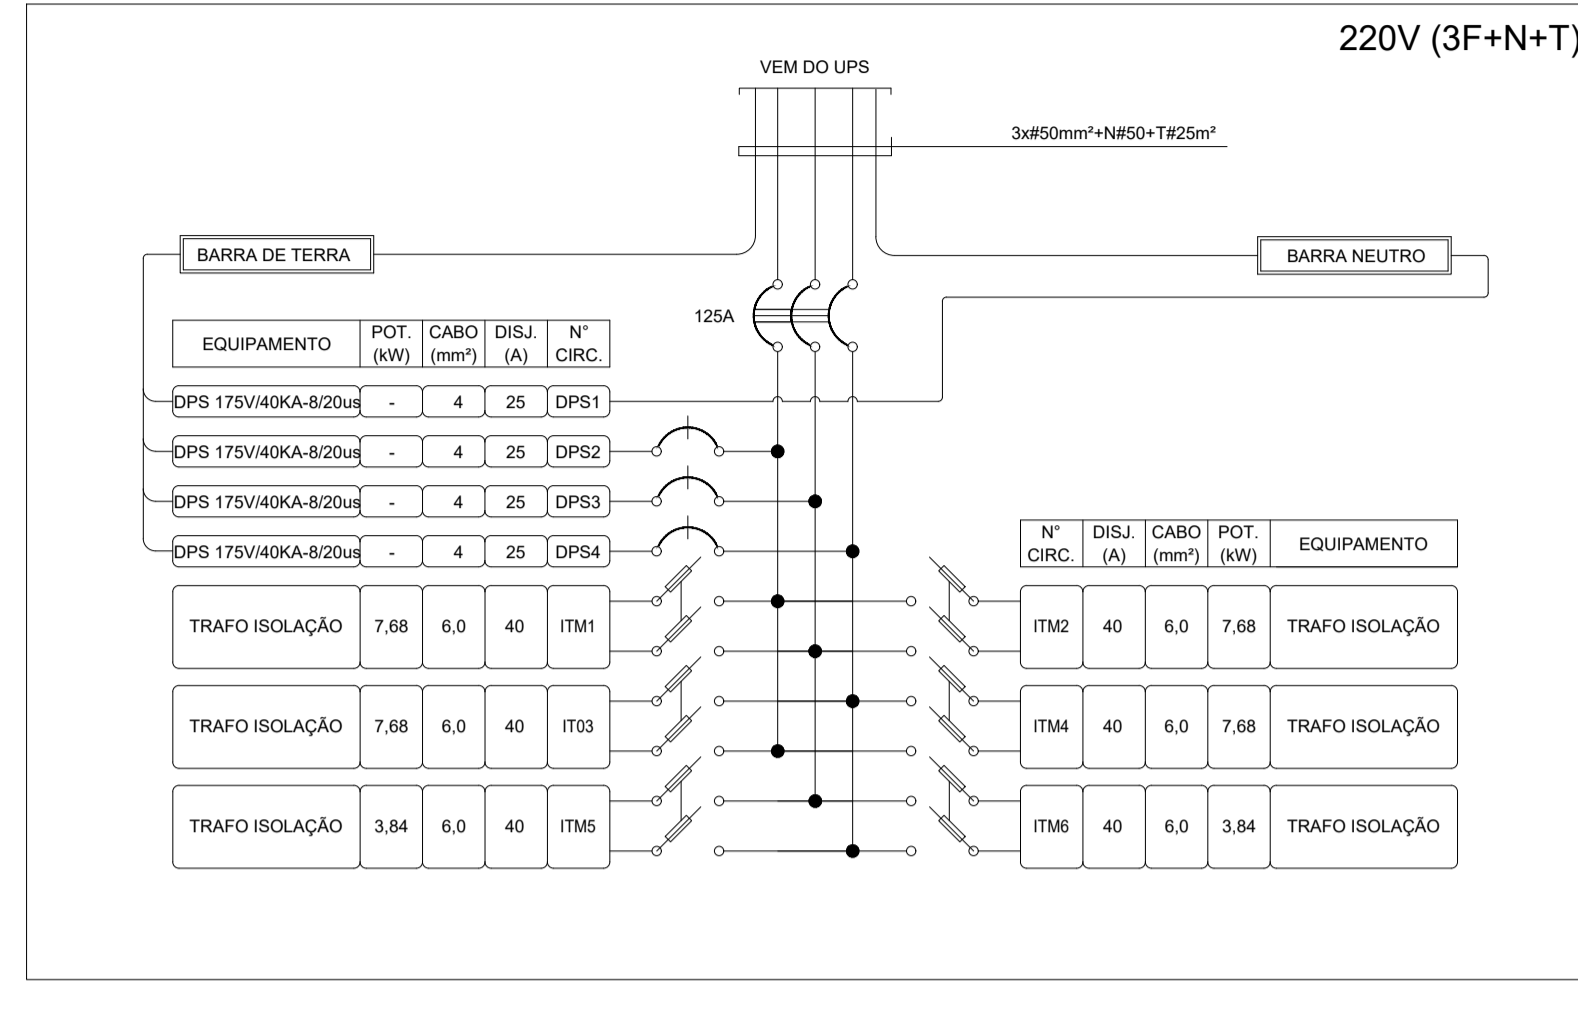 220V (3F+N+T)
VEM DO UPS
3x#50mm²+N#50+T#25m²
BARRA DE TERRA
BARRA NEUTRO
125A
EQUIPAMENTO POT. (kW) CABO (mm²) DISJ. (A) N° CIRC.
DPS 175V/40KA-8/20us - 4 25 DPS1
DPS 175V/40KA-8/20us - 4 25 DPS2
DPS 175V/40KA-8/20us - 4 25 DPS3
DPS 175V/40KA-8/20us - 4 25 DPS4
TRAFO ISOLAÇÃO 7,68 6,0 40 ITM1
TRAFO ISOLAÇÃO 7,68 6,0 40 IT03
TRAFO ISOLAÇÃO 3,84 6,0 40 ITM5
N° CIRC. DISJ. (A) CABO (mm²) POT. (kW) EQUIPAMENTO
ITM2 40 6,0 7,68 TRAFO ISOLAÇÃO
ITM4 40 6,0 7,68 TRAFO ISOLAÇÃO
ITM6 40 6,0 3,84 TRAFO ISOLAÇÃO